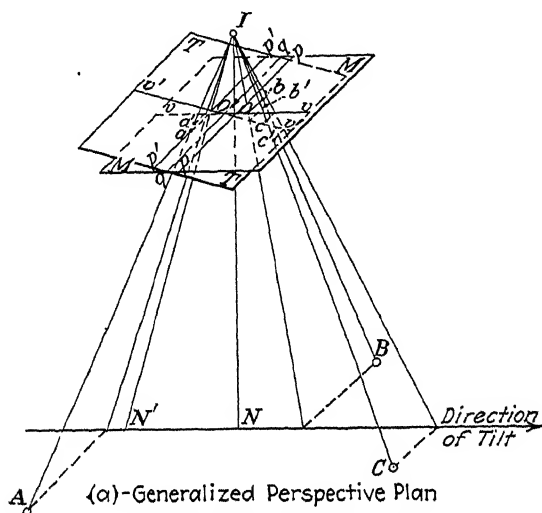 I
T
p' q p
M
v'
v
b b'
a' O' O v
a c v'
c'
M p'
q p
T
B
N' N
Direction
of Tilt
C
A
(a)-Generalized Perspective Plan